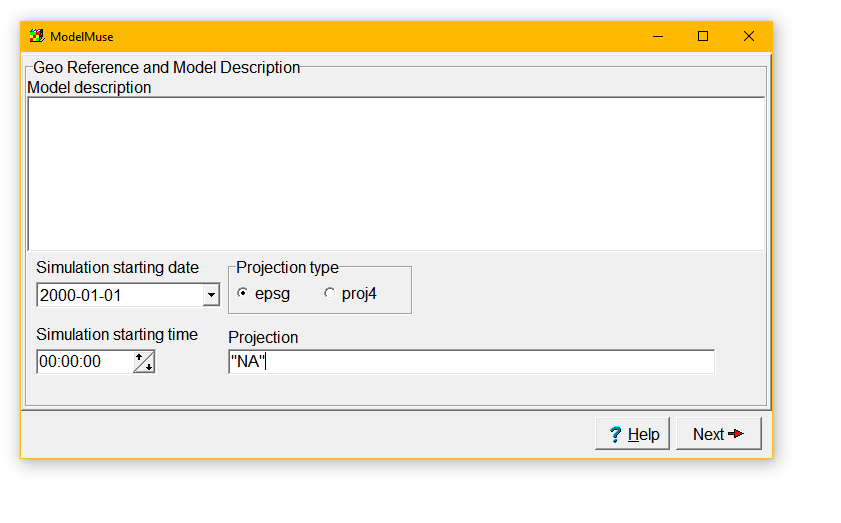 ModelMuse
Geo Reference and Model Description
Model description
Simulation starting date
Projection type
2000-01-01
epsg
proj4
Simulation starting time
Projection
00:00:00
"NA"
? Help
Next